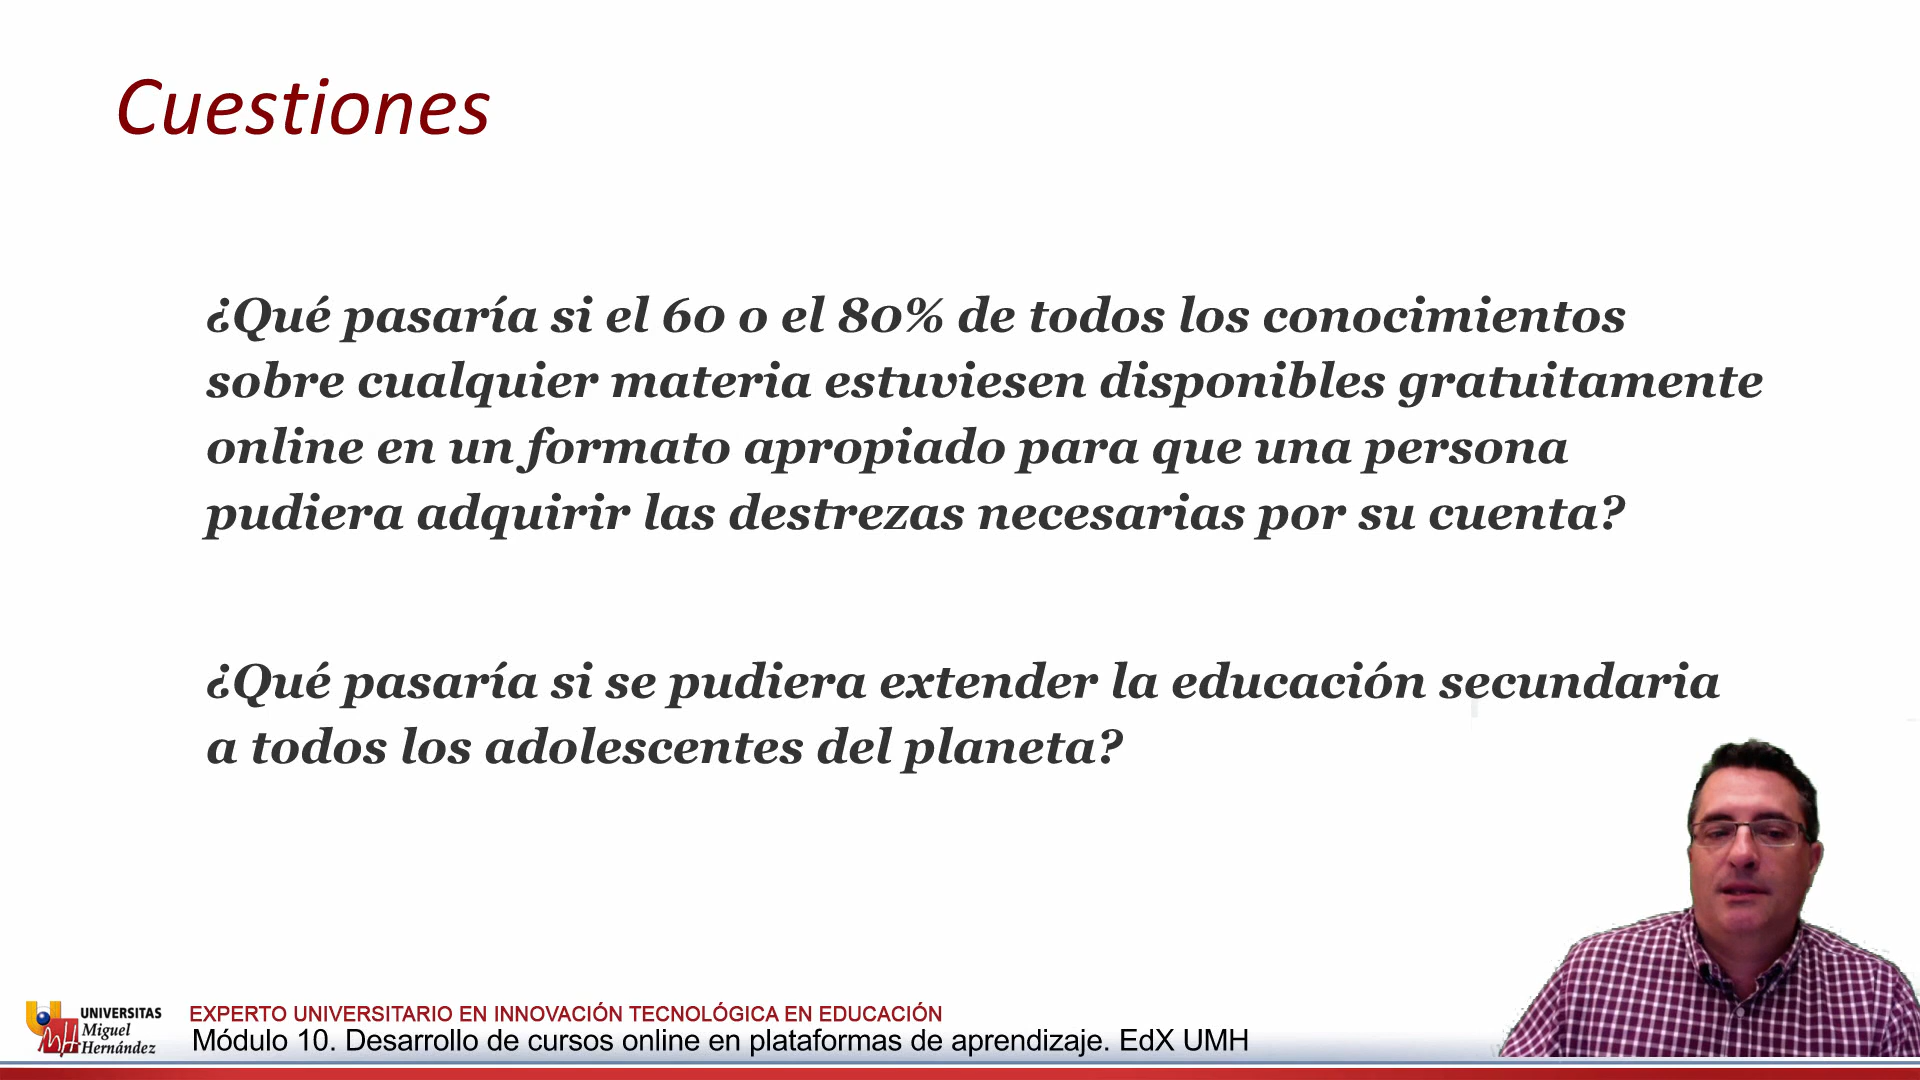 Cuestiones
¿Qué pasaría si el 60 o el 80% de todos los conocimientos
sobre cualquier materia estuviesen disponibles gratuitamente
online en un formato apropiado para que una persona
pudiera adquirir las destrezas necesarias por su cuenta?
¿Qué pasaría si se pudiera extender la educación secundaria
a todos los adolescentes del planeta?
UNIVERSITAS
Miguel
Hernández
EXPERTO UNIVERSITARIO EN INNOVACIÓN TECNOLÓGICA EN EDUCACIÓN
Módulo 10. Desarrollo de cursos online en plataformas de aprendizaje. EdX UMH